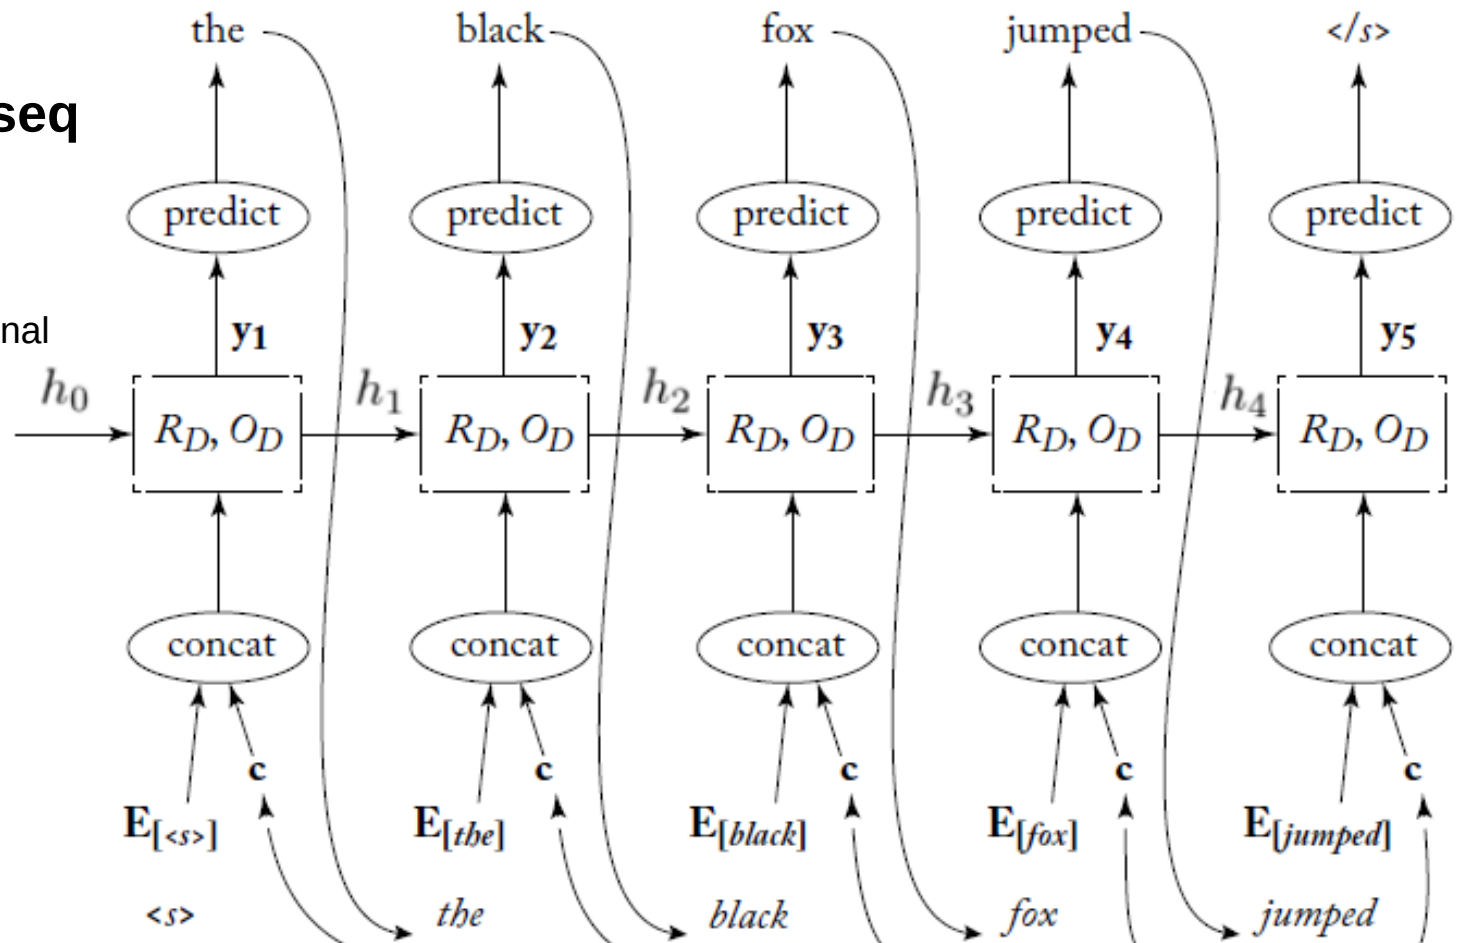 the black fox jumped </s>
seq
predict predict predict predict predict
nal
y1 y2 y3 y4 y5
h0 h1 h2 h3 h4
RD, OD RD, OD RD, OD RD, OD RD, OD
concat concat concat concat concat
c c c c c
E[<s>] E[the] E[black] E[fox] E[jumped]
<s> the black fox jumped